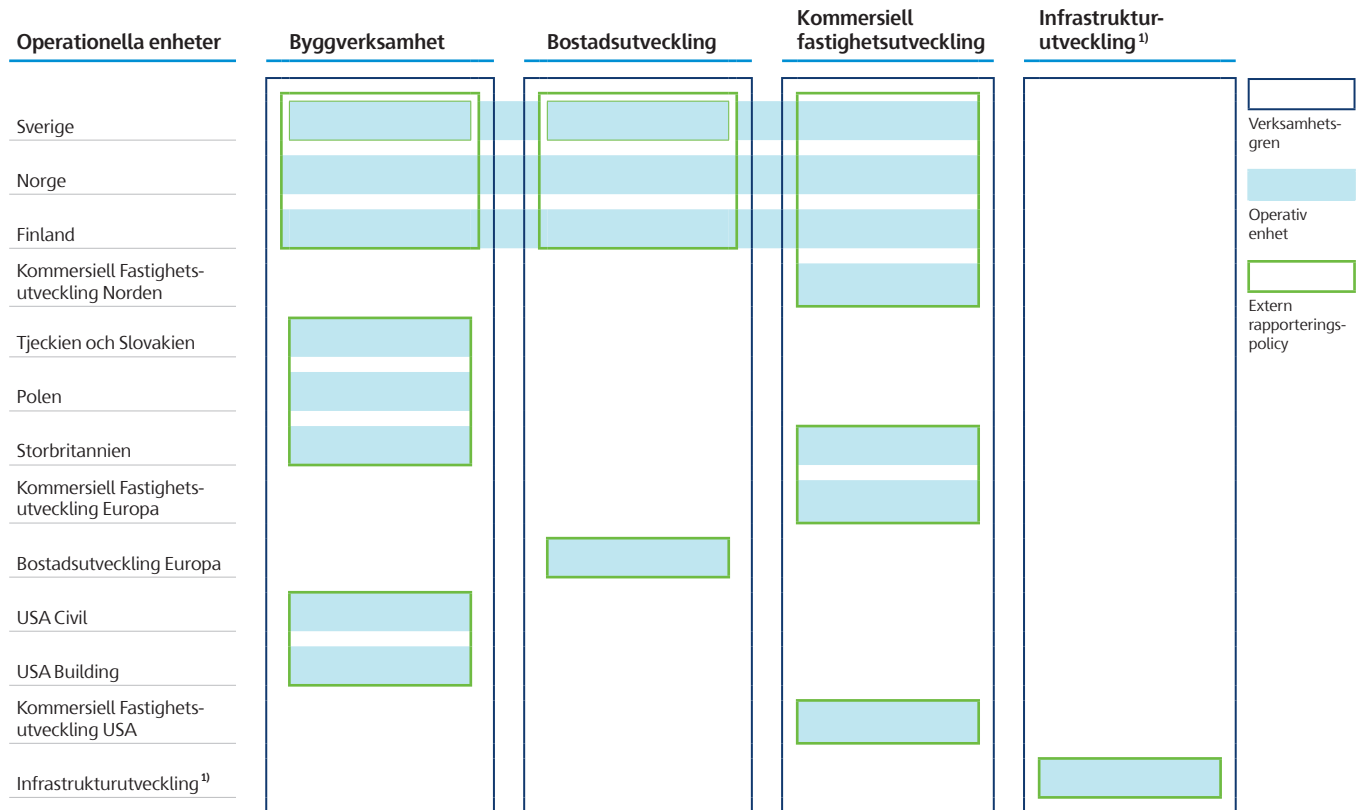 Operationella enheter
Byggverksamhet
Bostadsutveckling
Kommersiell
fastighetsutveckling
Infrastruktur-
utveckling 1)
Sverige
Norge
Finland
Kommersiell Fastighets-
utveckling Norden
Tjeckien och Slovakien
Polen
Storbritannien
Kommersiell Fastighets-
utveckling Europa
Bostadsutveckling Europa
USA Civil
USA Building
Kommersiell Fastighets-
utveckling USA
Infrastrukturutveckling1)
Verksamhets-
gren
Operativ
enhet
Extern
rapporterings-
policy